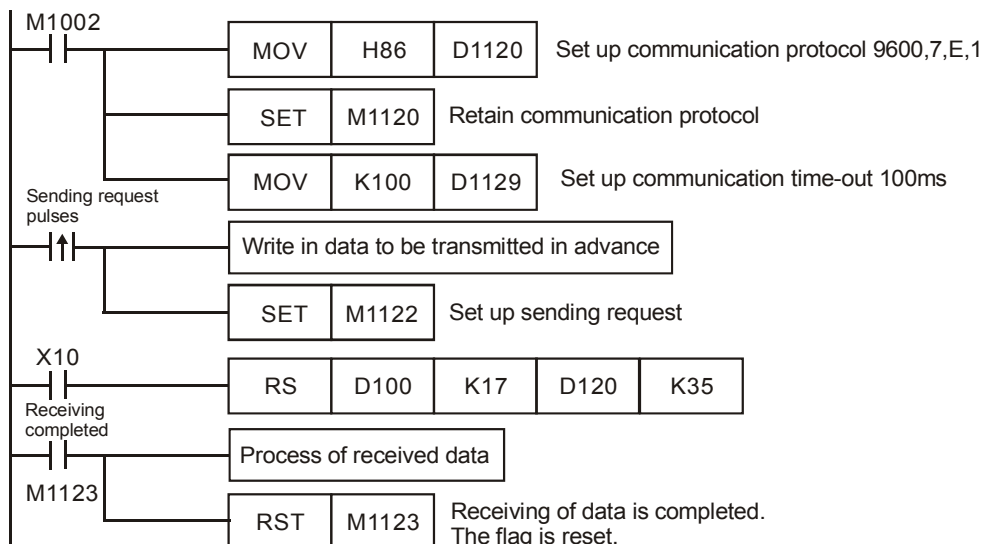 M1002
MOV H86 D1120 Set up communication protocol 9600,7,E,1
SET M1120 Retain communication protocol
MOV K100 D1129 Set up communication time-out 100ms
Sending request
pulses
Write in data to be transmitted in advance
SET M1122 Set up sending request
X10
RS D100 K17 D120 K35
Receiving
completed
Process of received data
M1123
RST M1123 Receiving of data is completed.
The flag is reset.